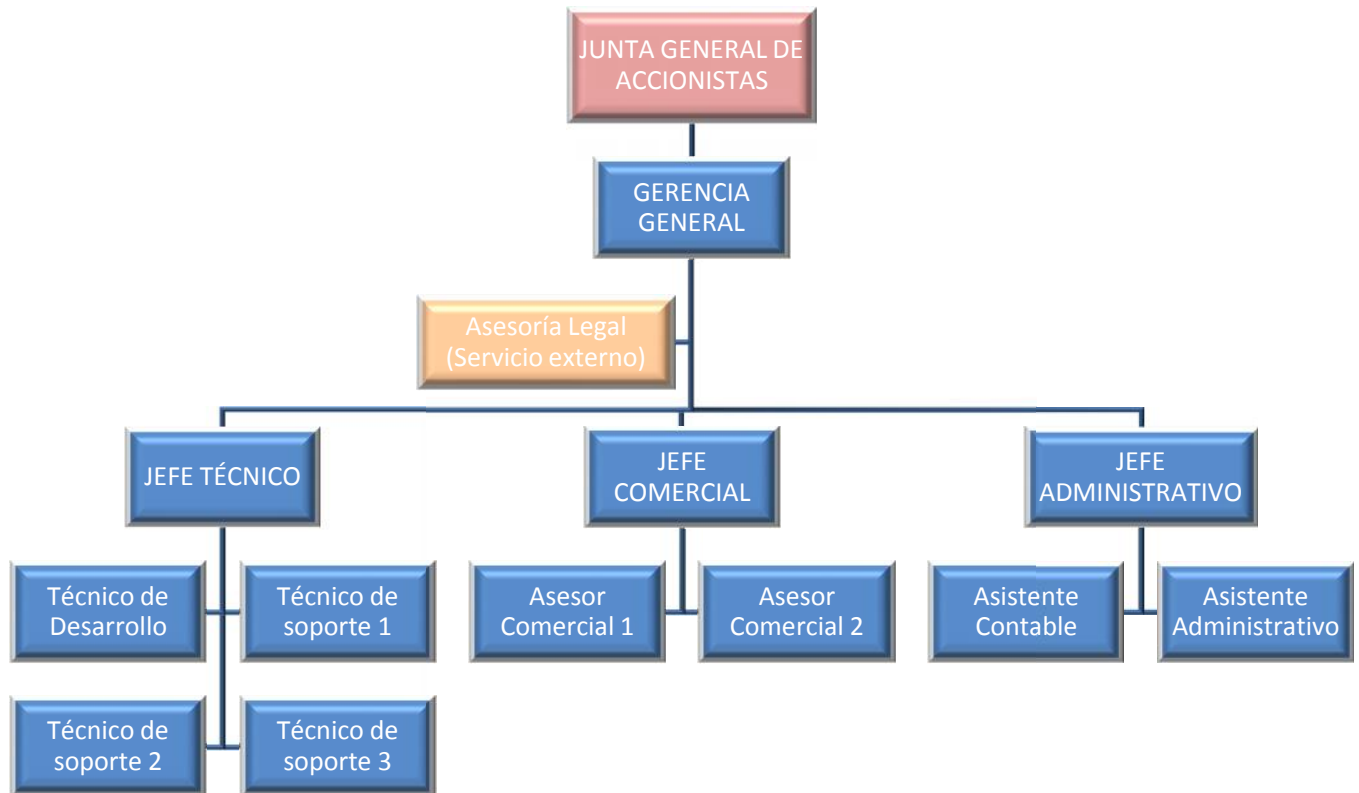 JUNTA GENERAL DE
ACCIONISTAS
GERENCIA
GENERAL
Asesoría Legal
(Servicio externo)
JEFE TÉCNICO
JEFE
COMERCIAL
JEFE
ADMINISTRATIVO
Técnico de
Desarrollo
Técnico de
soporte 1
Asesor
Comercial 1
Asesor
Comercial 2
Asistente
Contable
Asistente
Administrativo
Técnico de
soporte 2
Técnico de
soporte 3